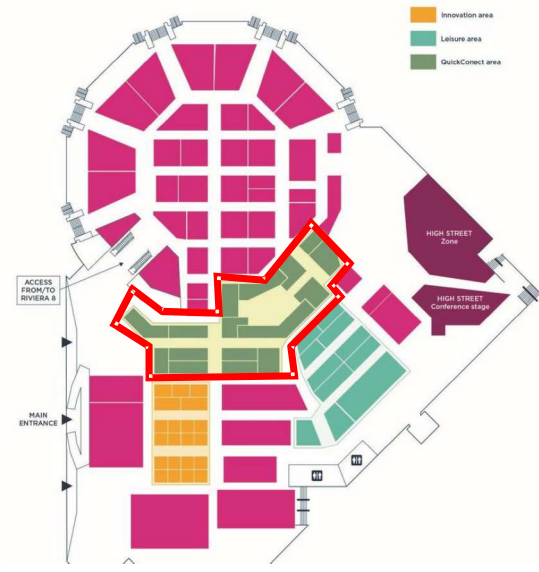 Innovation area
Leisure area
QuickConect area
HIGH STREET
Zone
ACCESS
FROM/TO
RIVIERA 8
HIGH STREET
Conference stage
MAIN
ENTRANCE